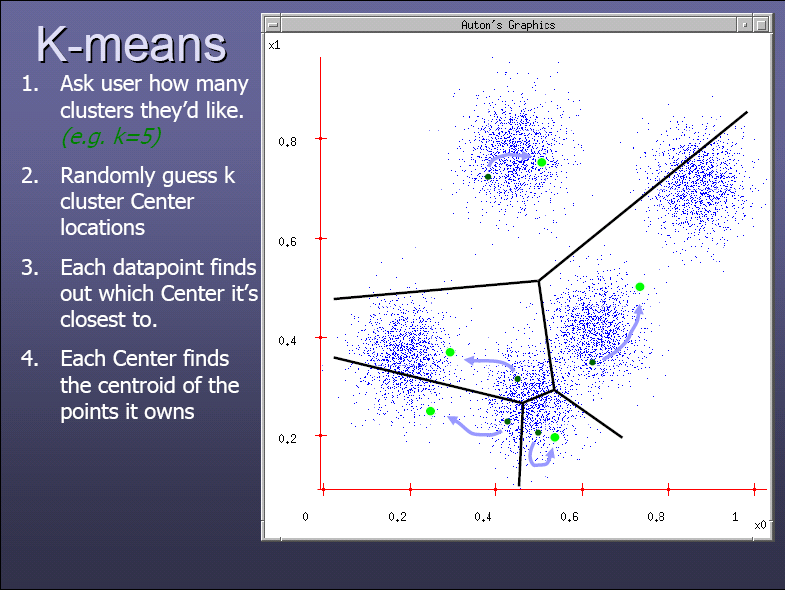 K-means
1. Ask user how many
clusters they’d like.
(e.g. k=5)
2. Randomly guess k
cluster Center
locations
3. Each datapoint finds
out which Center it’s
closest to.
4. Each Center finds
the centroid of the
points it owns
Auton's Graphics
x1
0.8
0.6
0.4
0.2
0 0.2 0.4 0.6 0.8 1 x0